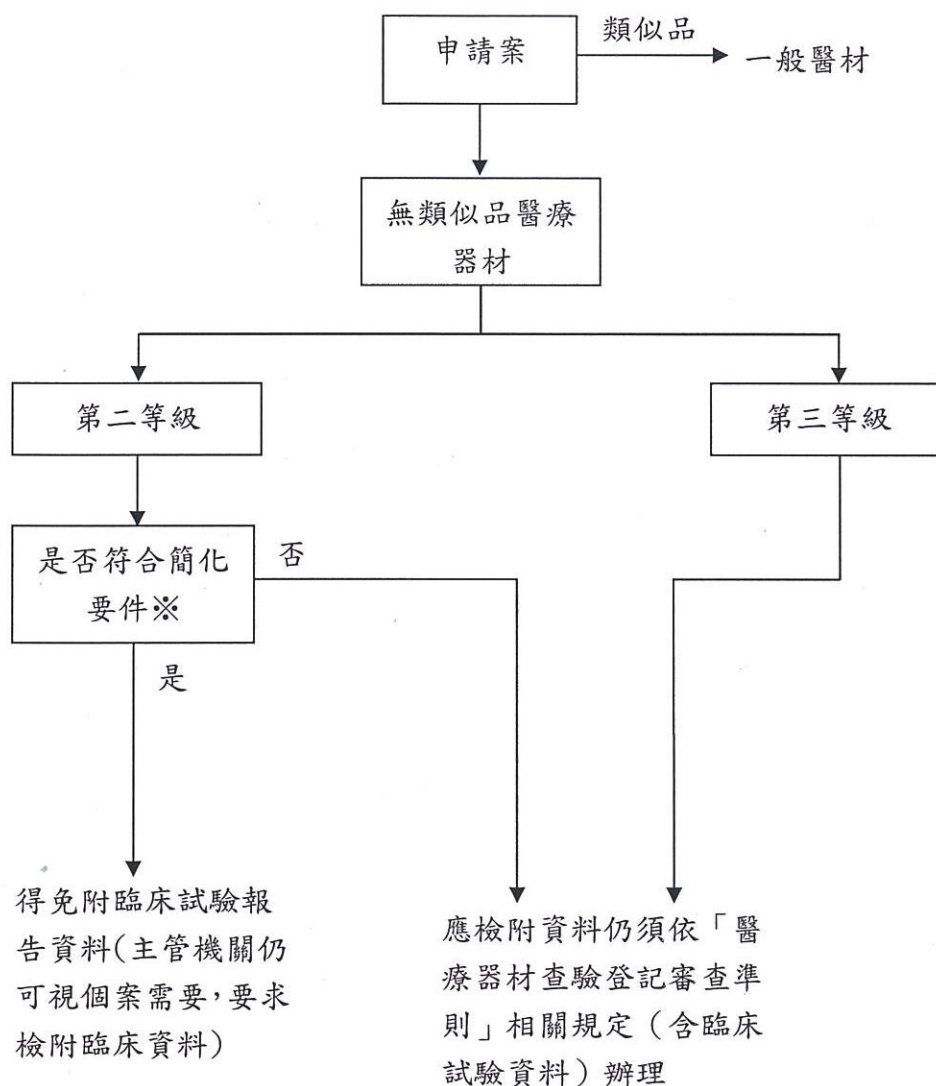 申請案
類似品
一般醫材
無類似品醫療
器材
第二等級
第三等級
是否符合簡化
要件※
否
是
得免附臨床試驗報
告資料(主管機關仍
可視個案需要,要求
檢附臨床資料)
應檢附資料仍須依「醫
療器材查驗登記審查準
則」相關規定(含臨床
試驗資料)辦理